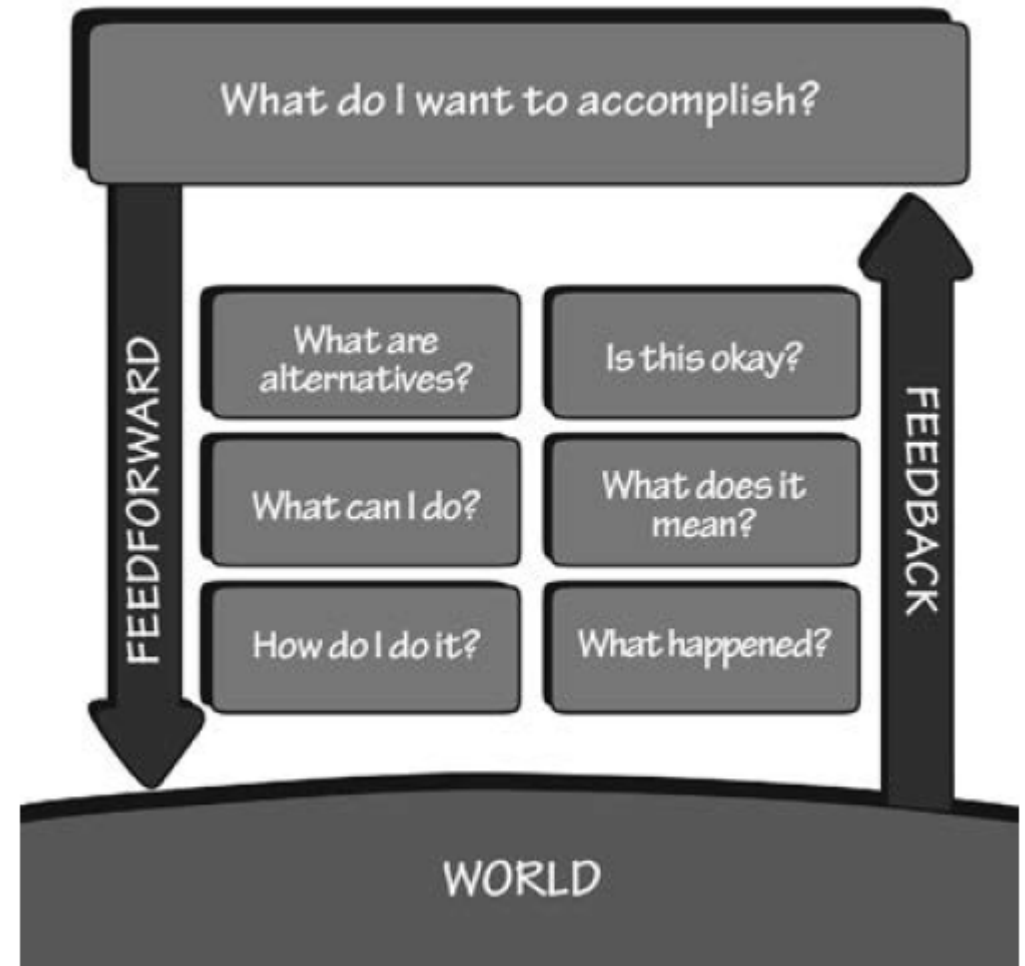 What do I want to accomplish?
FEEDFORWARD
What are
alternatives?
What can I do?
How do I do it?
Is this okay?
What does it
mean?
What happened?
FEEDBACK
WORLD